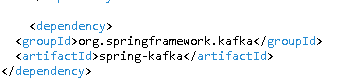 <dependency>
<groupId>org.springframework.kafka</groupId>
<artifactId>spring-kafka</artifactId>
</dependency>